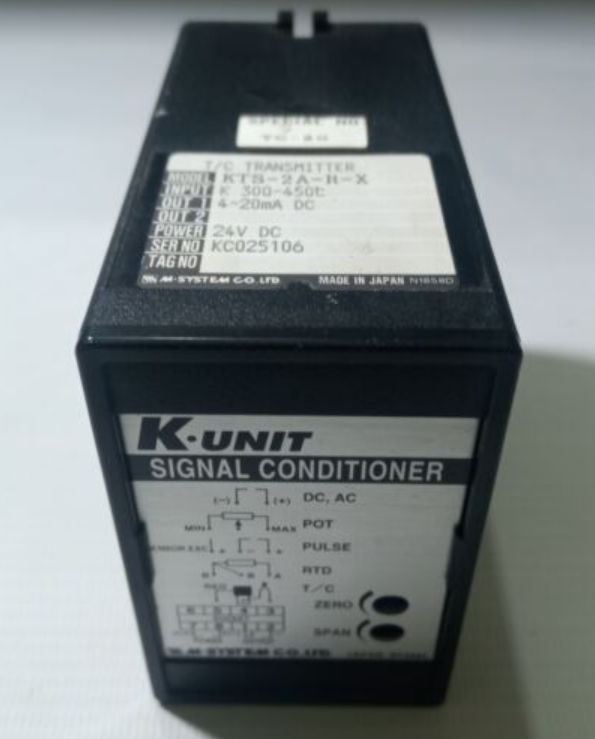 SPECIAL NO
T/C TRANSMITTER
MODEL KTS-2A-R-X
INPUT K 300-450℃
OUT 1 4-20mA DC
OUT 2
POWER 24V DC
SER NO KC025106
TAG NO
M-SYSTEM CO.,LTD MADE IN JAPAN
K·UNIT
SIGNAL CONDITIONER
(-) (+) DC, AC
MIN MAX POT
+ - + PULSE
B B A RTD
T/C
ZERO
SPAN
M-SYSTEM CO.,LTD